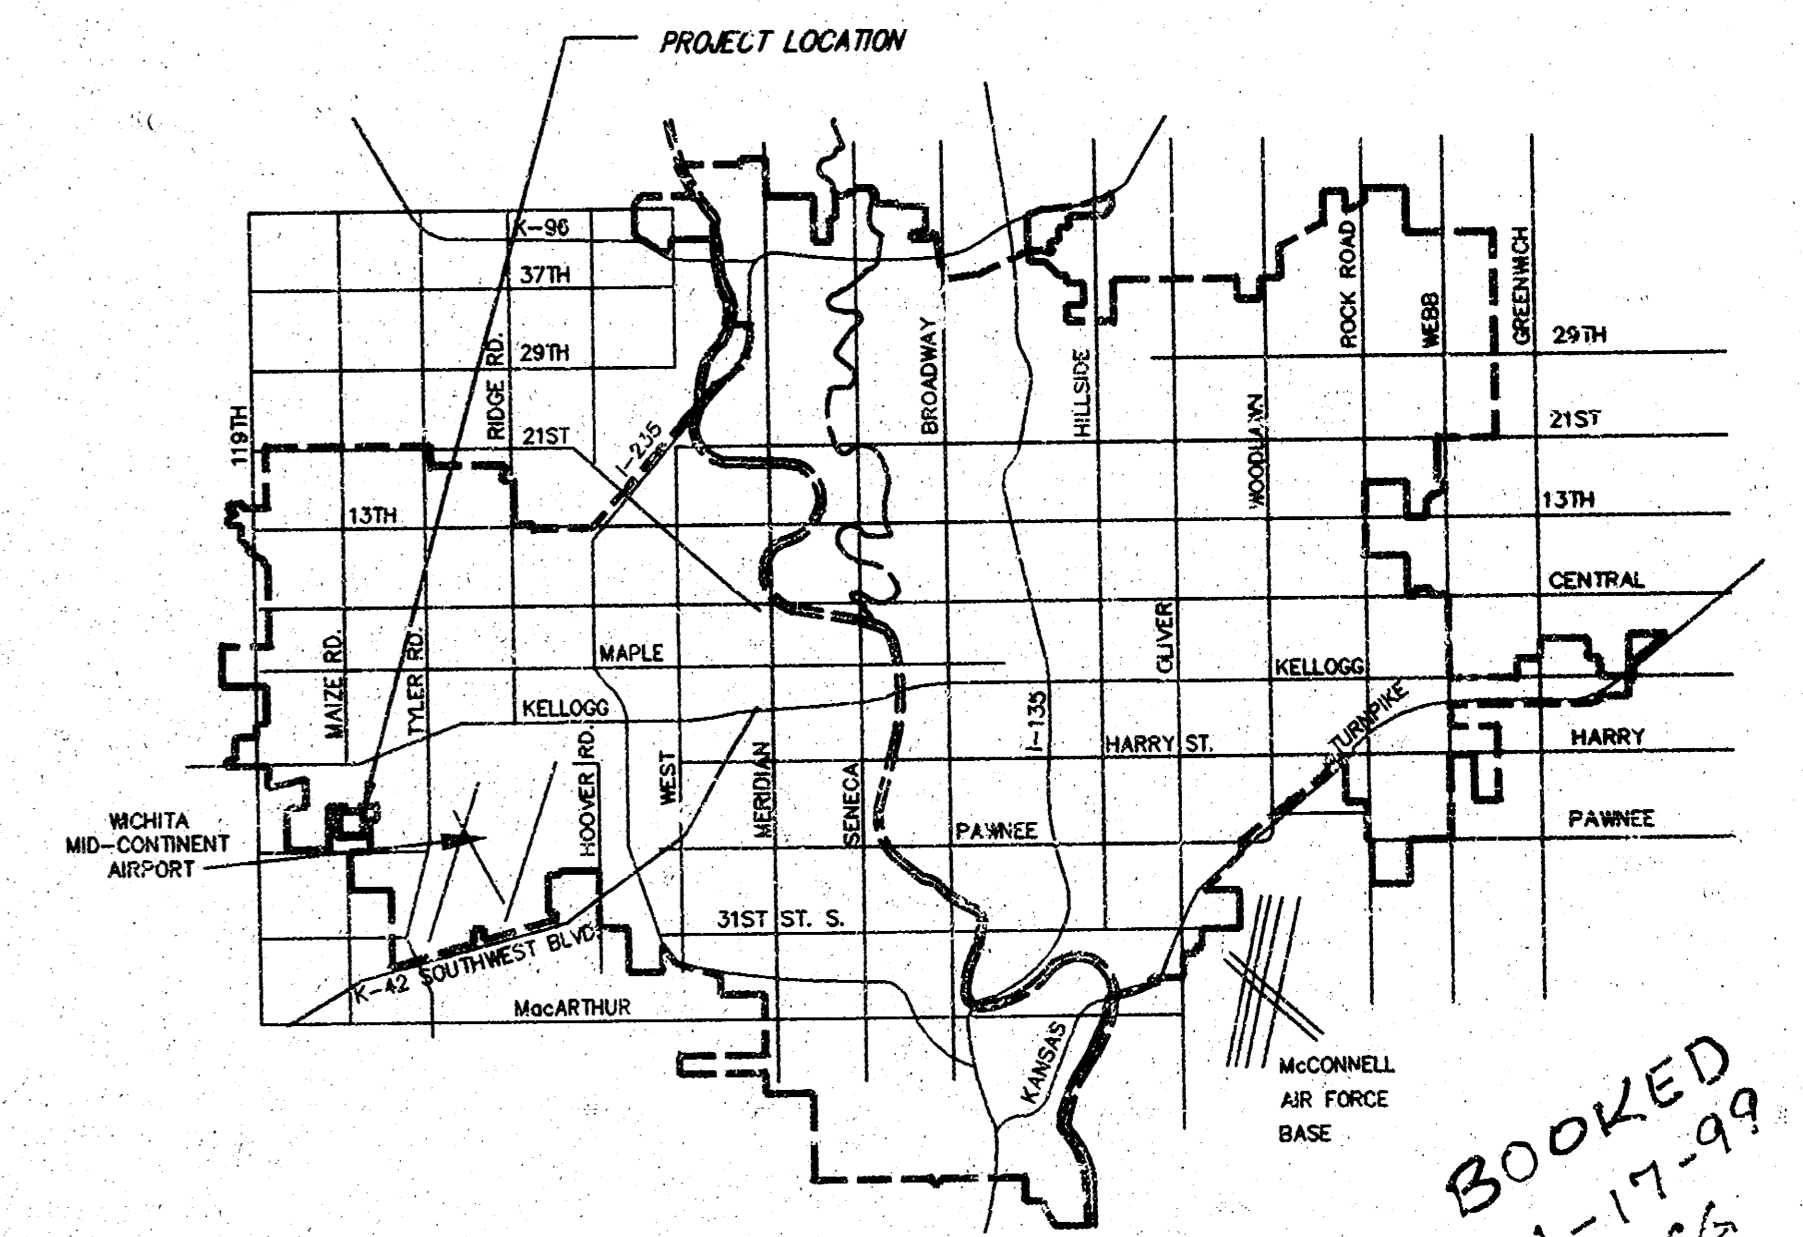 PROJECT LOCATION
K-96
37TH
29TH
RIDGE RD.
119TH
21ST
I-235
13TH
BROADWAY
HILLSIDE
WOODLAWN
ROCK ROAD
WEBB
GREENWICH
29TH
21ST
13TH
CENTRAL
MAIZE RD.
TYLER RD.
MAPLE
KELLOGG
OLIVER
KELLOGG
HOOVER RD.
WEST
MERIDIAN
SENECA
I-135
HARRY ST.
TURNPIKE
HARRY
WICHITA
MID-CONTINENT
AIRPORT
PAWNEE
PAWNEE
31ST ST. S.
K-42 SOUTHWEST BLVD.
MacARTHUR
KANSAS
McCONNELL
AIR FORCE
BASE
BOOKED
-17-99